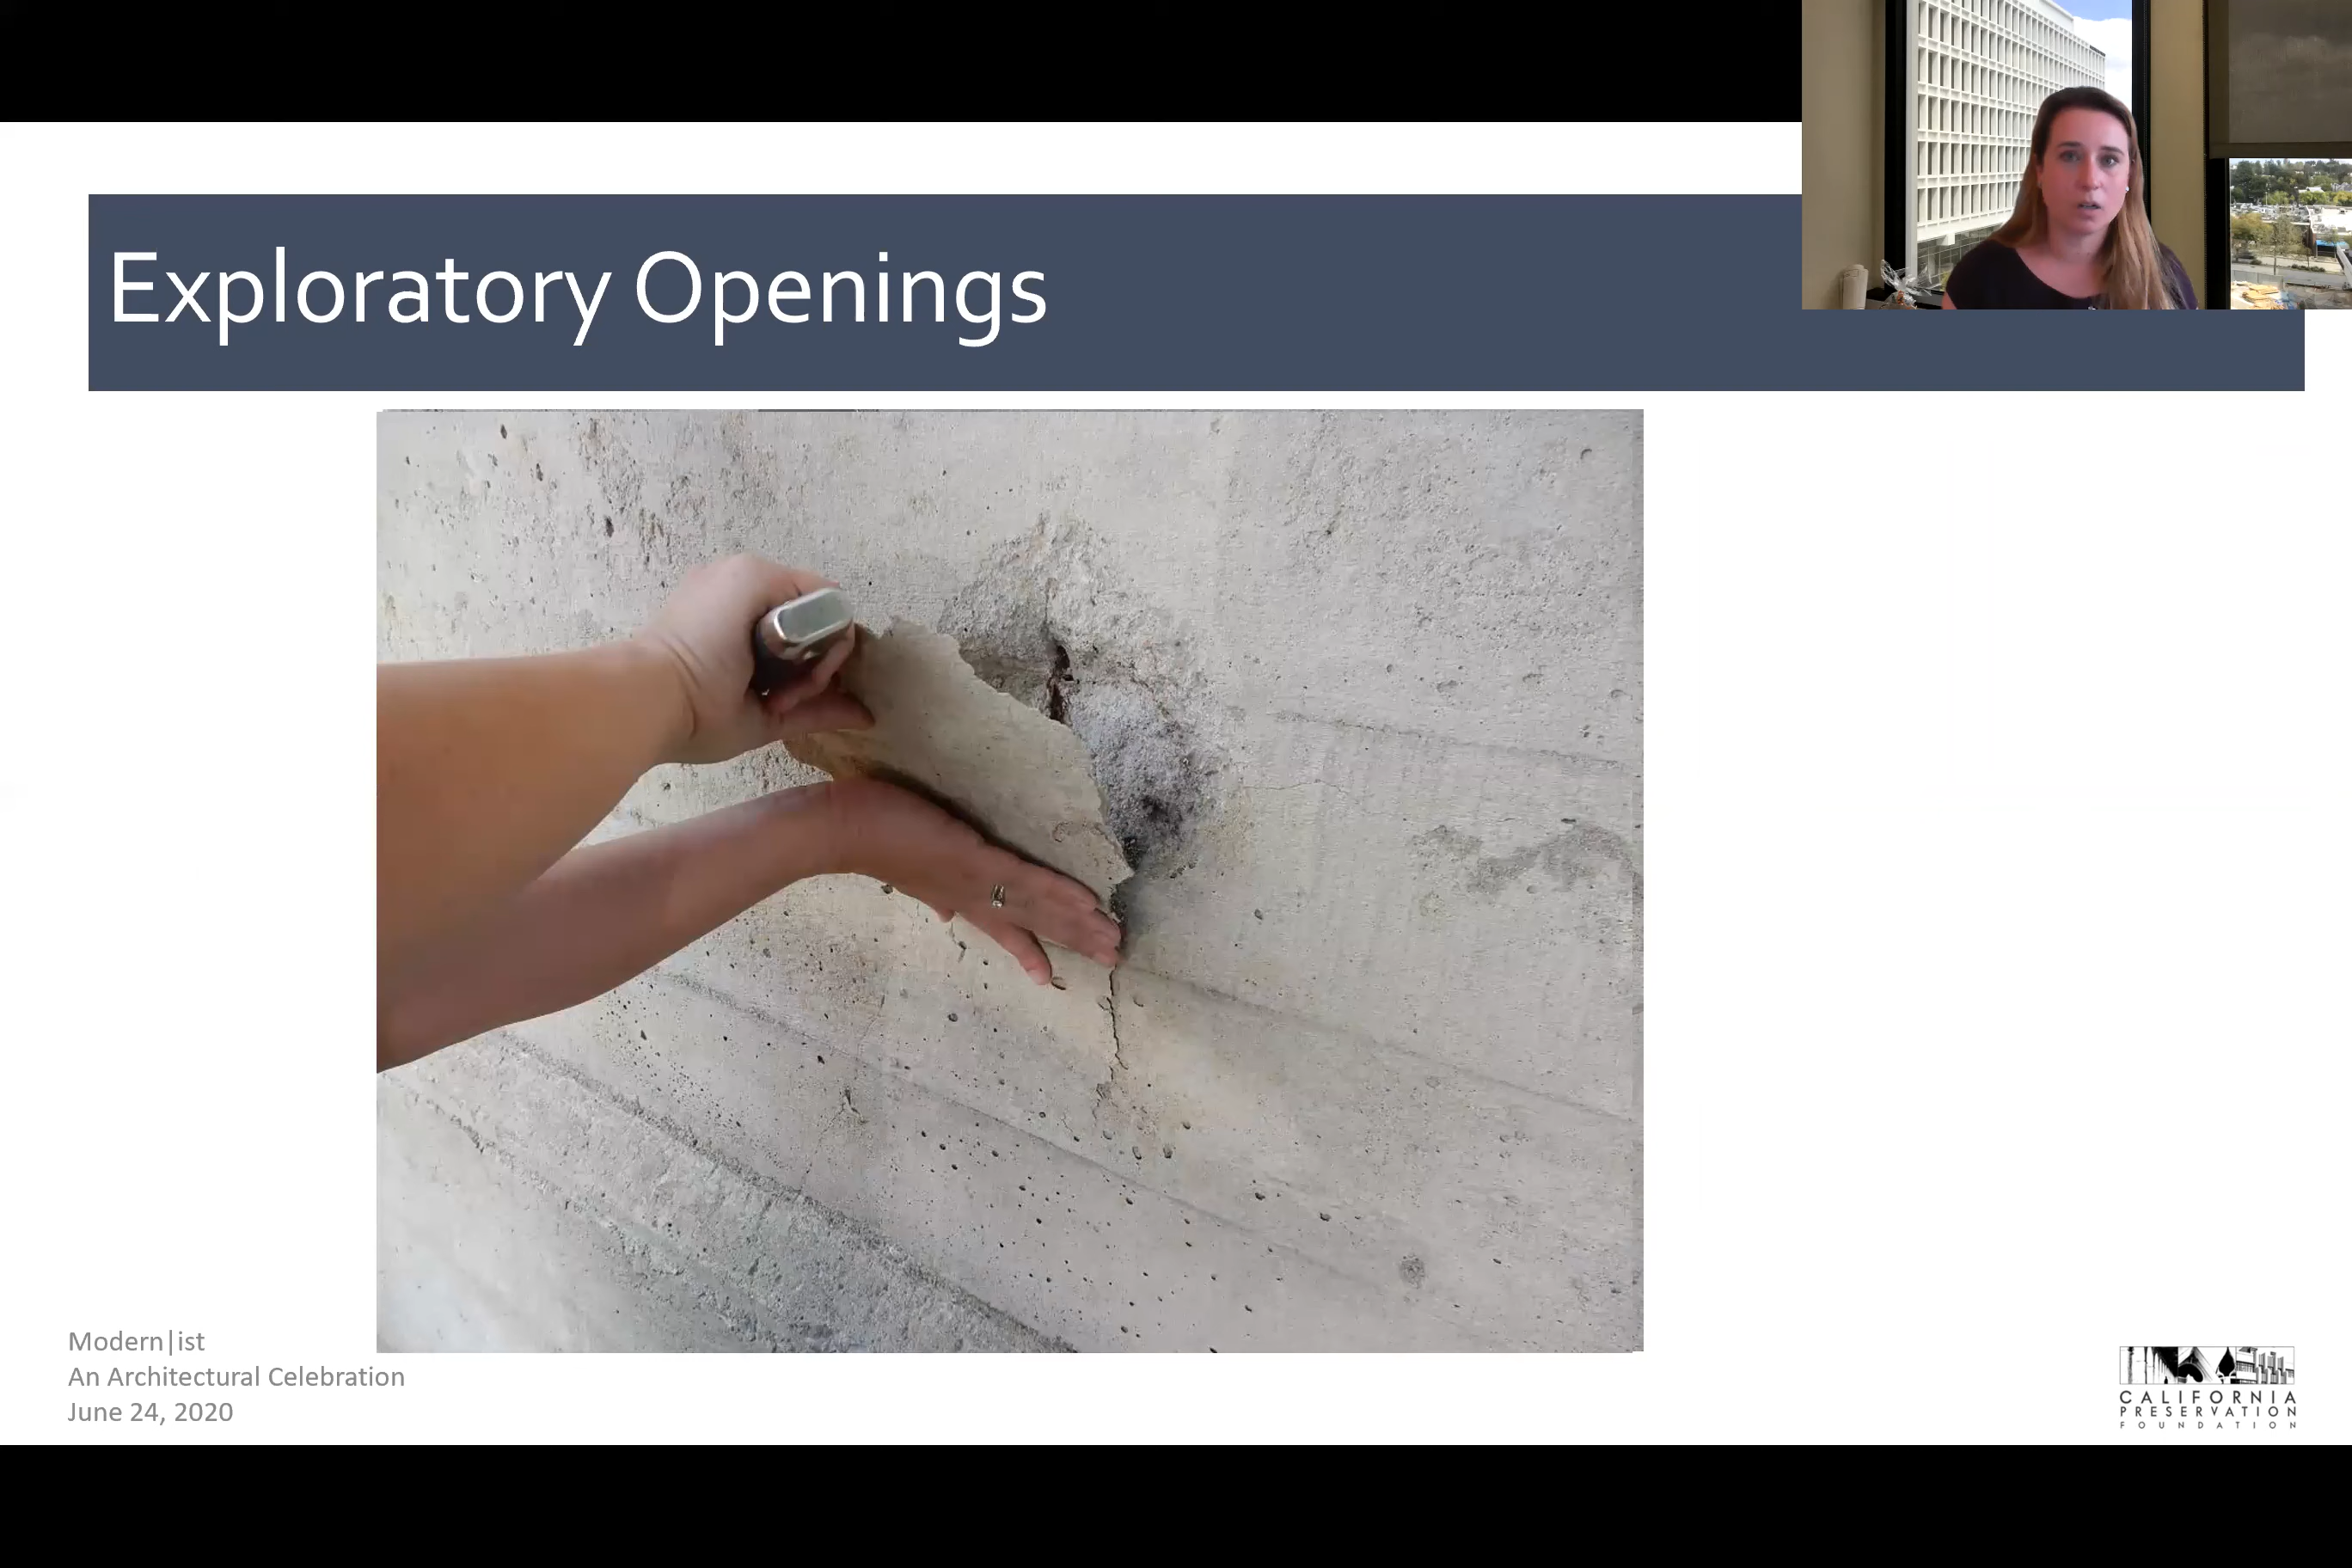 Exploratory Openings
Modern|ist
An Architectural Celebration
June 24, 2020
CALIFORNIA
PRESERVATION
FOUNDATION